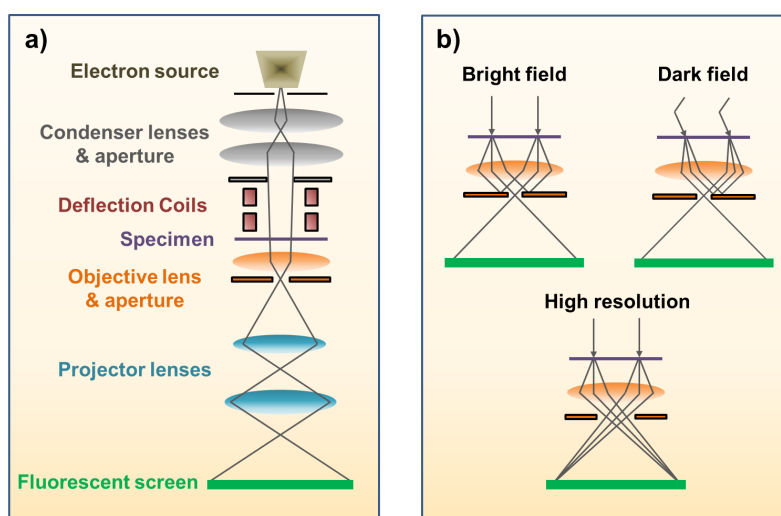 a)
Electron source
Condenser lenses
& aperture
Deflection Coils
Specimen
Objective lens
& aperture
Projector lenses
Fluorescent screen
b)
Bright field
Dark field
High resolution